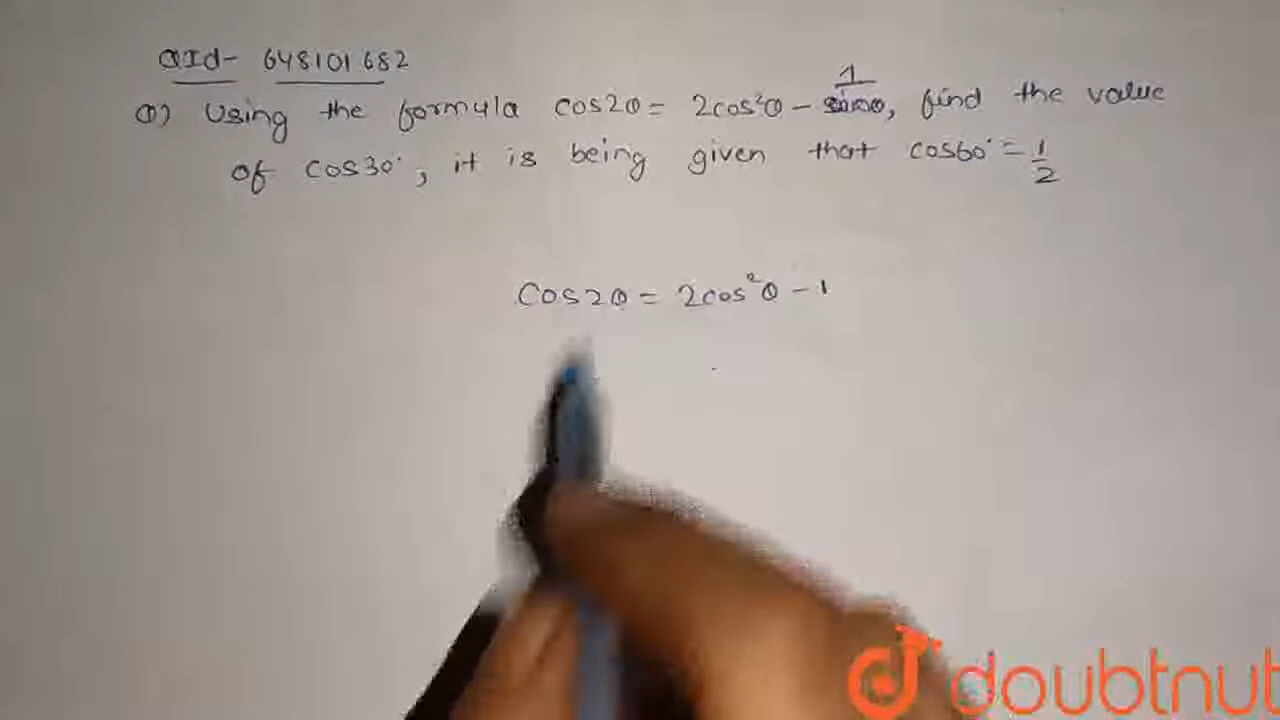 QId- 648101682
Q) Using the formula cos2θ = 2cos²θ - 1, find the value
of cos30°, it is being given that cos60° = 1/2
cos2θ = 2cos²θ - 1
doubtnut